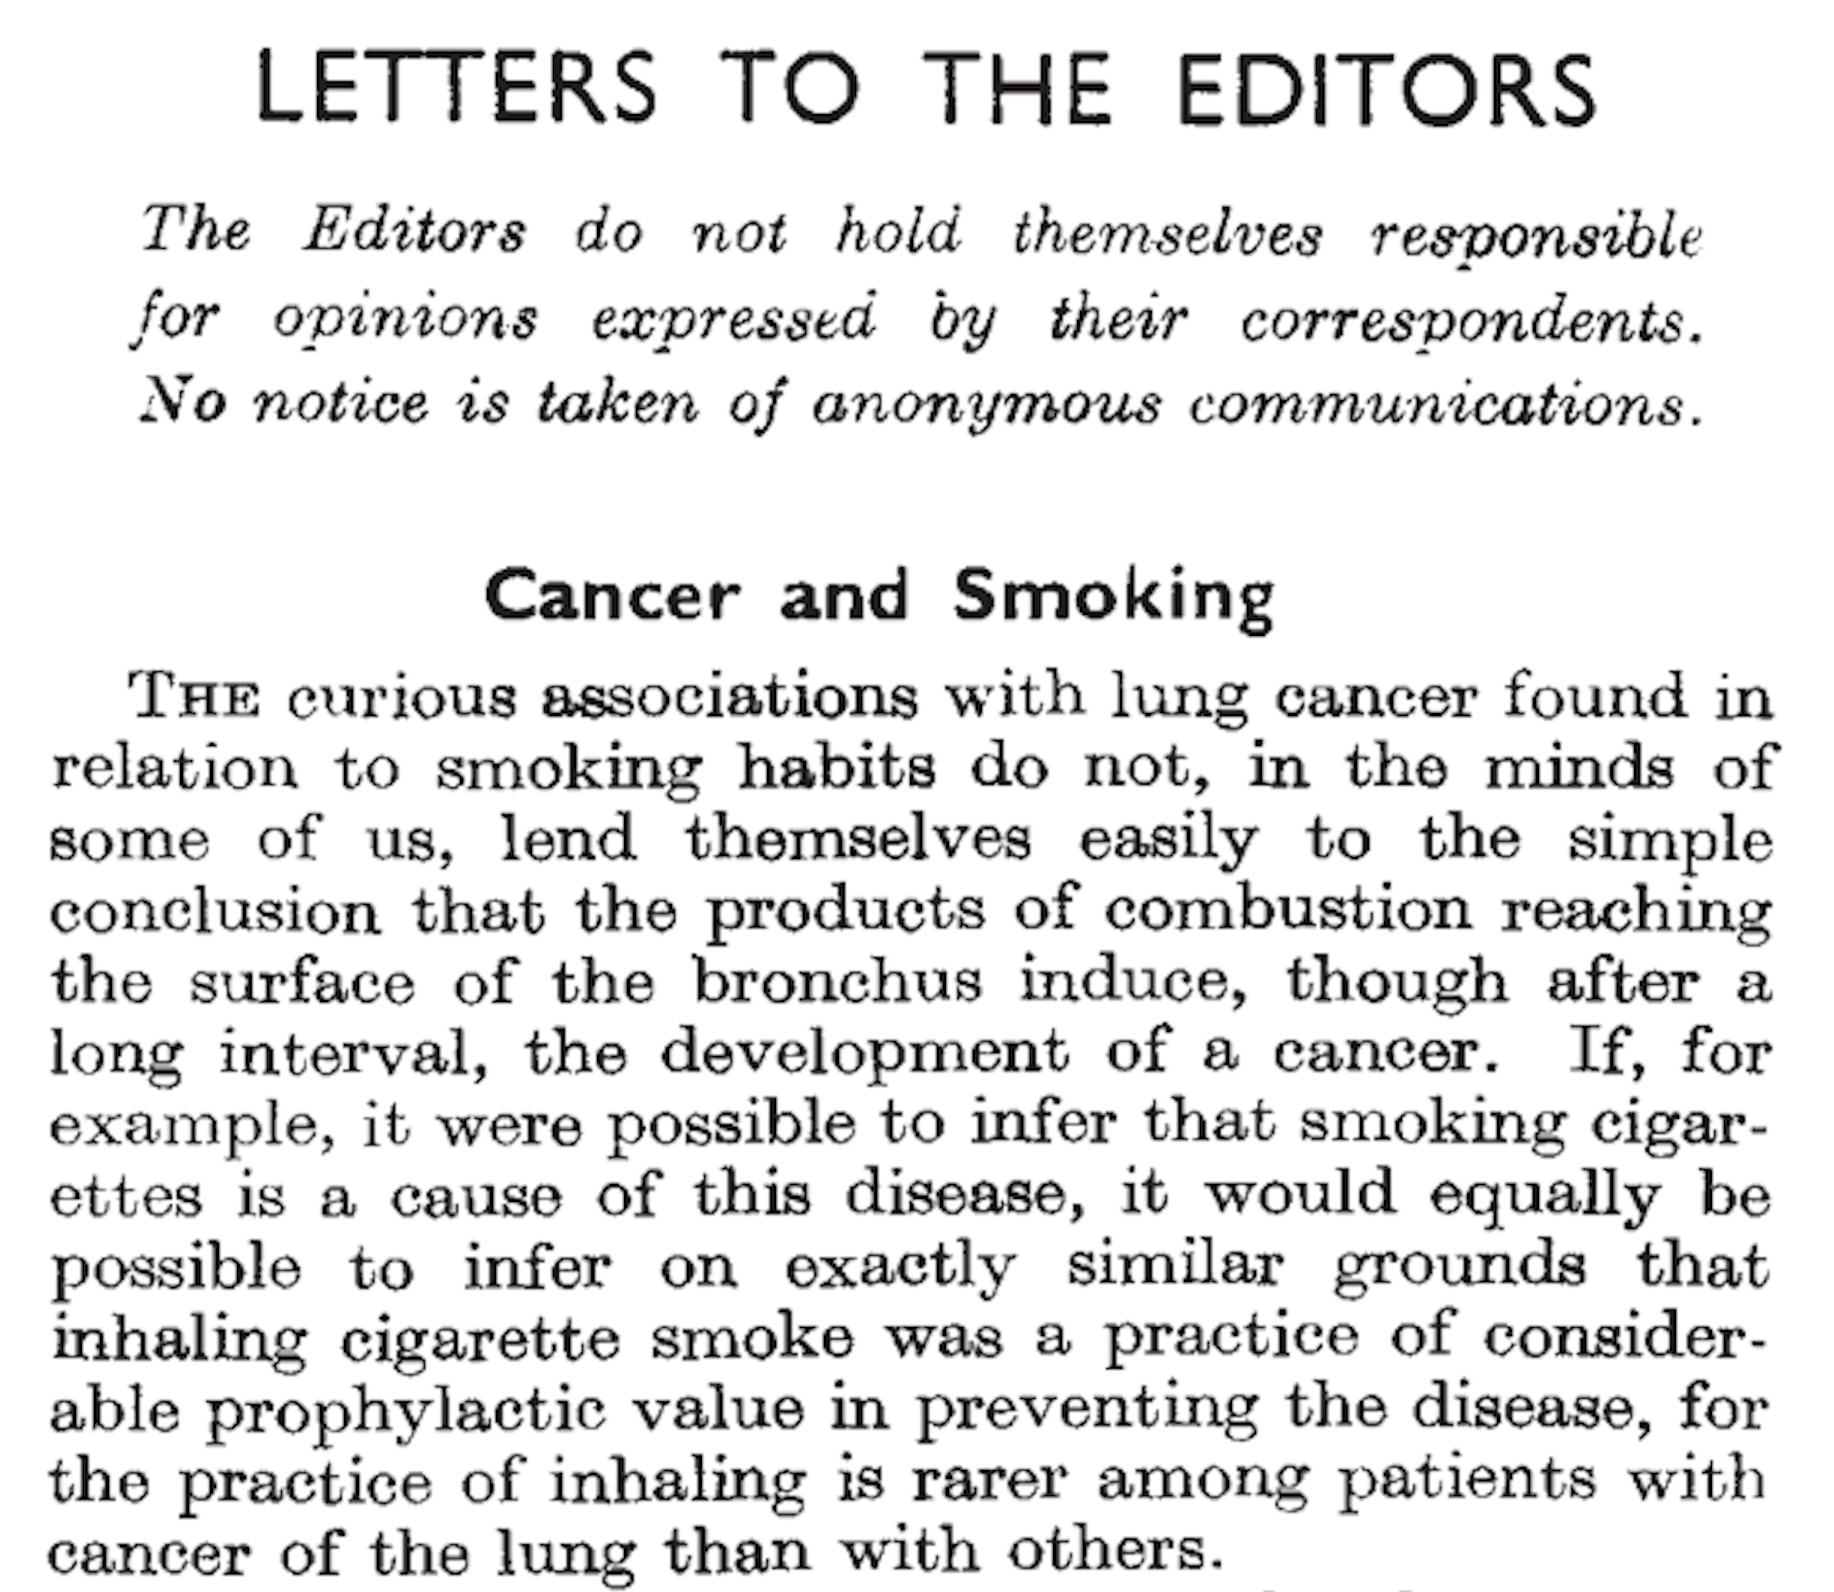 LETTERS TO THE EDITORS
The Editors do not hold themselves responsible
for opinions expressed by their correspondents.
No notice is taken of anonymous communications.
Cancer and Smoking
THE curious associations with lung cancer found in
relation to smoking habits do not, in the minds of
some of us, lend themselves easily to the simple
conclusion that the products of combustion reaching
the surface of the bronchus induce, though after a
long interval, the development of a cancer. If, for
example, it were possible to infer that smoking cigar-
ettes is a cause of this disease, it would equally be
possible to infer on exactly similar grounds that
inhaling cigarette smoke was a practice of consider-
able prophylactic value in preventing the disease, for
the practice of inhaling is rarer among patients with
cancer of the lung than with others.